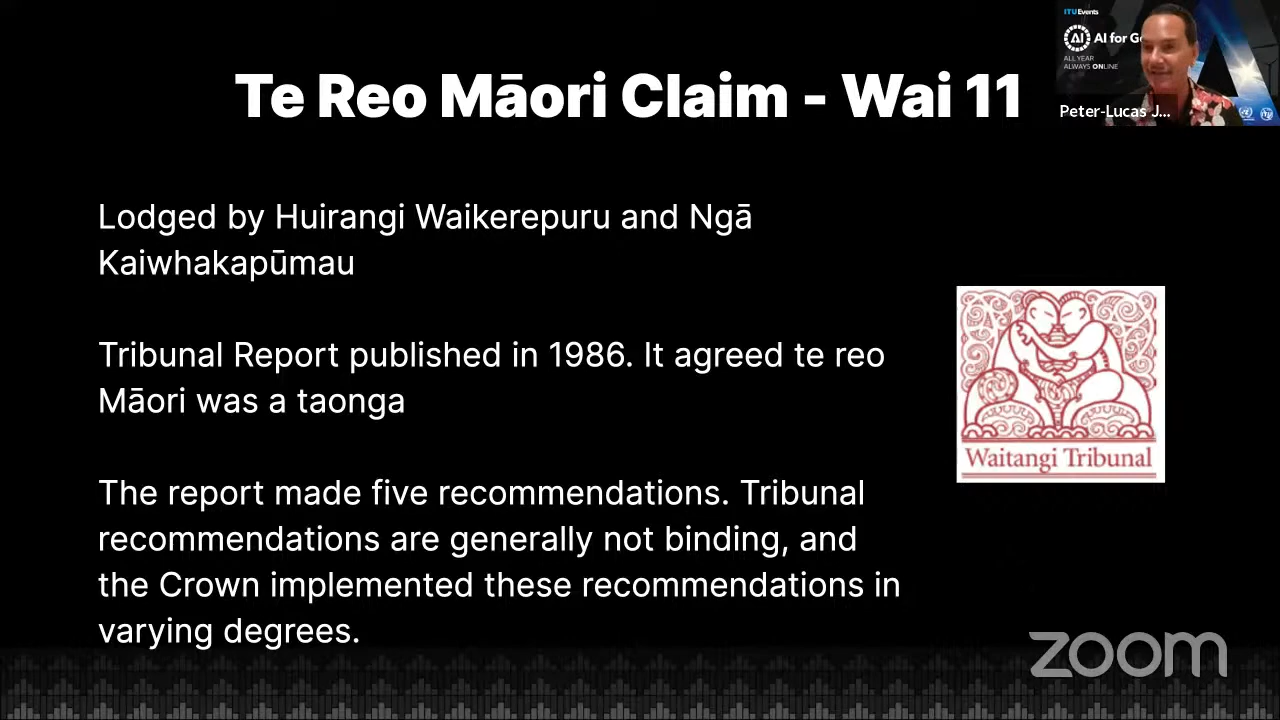 ITUEvents
AI
AI for Go
ALL YEAR
ALWAYS ONLINE
Peter-Lucas J...
Te Reo Māori Claim - Wai 11
Lodged by Huirangi Waikerepuru and Ngā
Kaiwhakapūmau
Tribunal Report published in 1986. It agreed te reo
Māori was a taonga
The report made five recommendations. Tribunal
recommendations are generally not binding, and
the Crown implemented these recommendations in
varying degrees.
Waitangi Tribunal
zoom